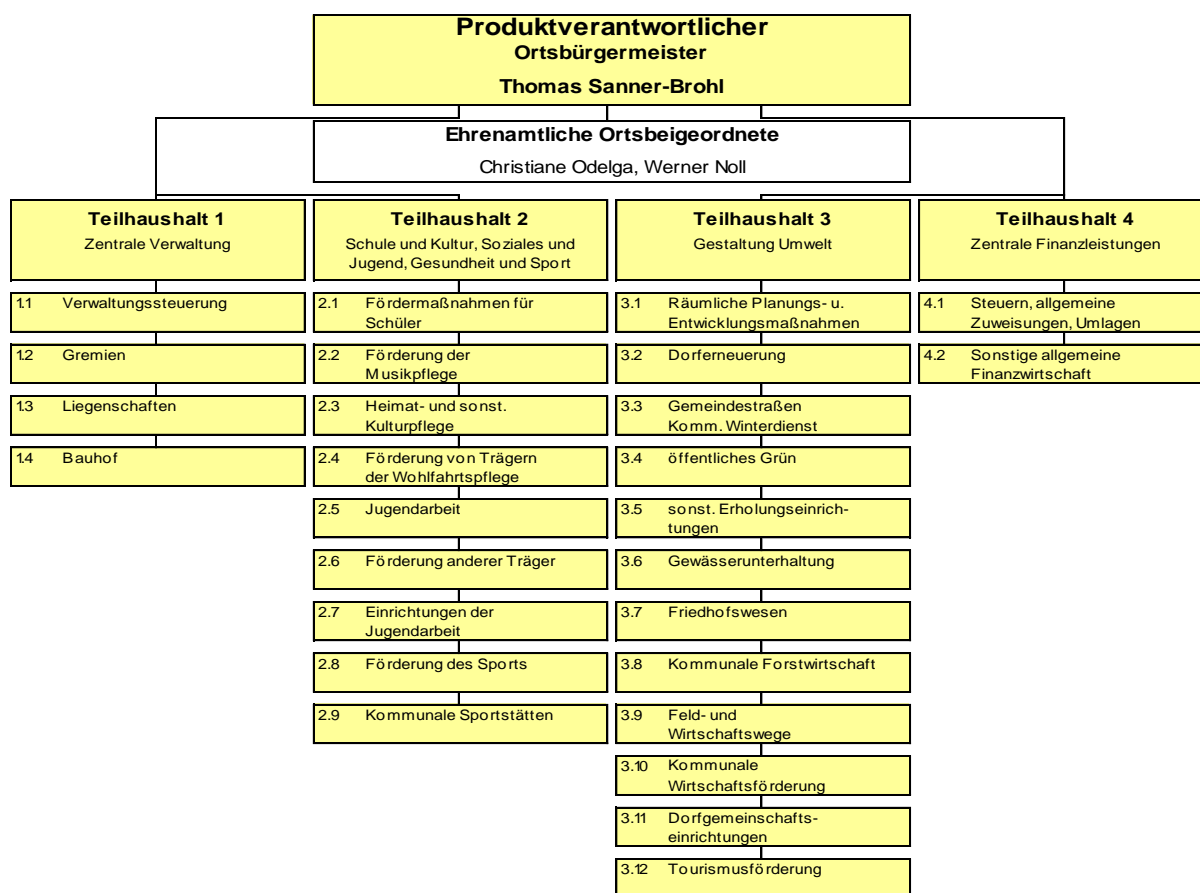 Produktverantwortlicher
Ortsbürgermeister
Thomas Sanner-Brohl
Ehrenamtliche Ortsbeigeordnete
Christiane Odelga, Werner Noll
Teilhaushalt 1
Zentrale Verwaltung
1.1 Verwaltungssteuerung
1.2 Gremien
1.3 Liegenschaften
1.4 Bauhof
Teilhaushalt 2
Schule und Kultur, Soziales und
Jugend, Gesundheit und Sport
2.1 Fördermaßnahmen für
Schüler
2.2 Förderung der
Musikpflege
2.3 Heimat- und sonst.
Kulturpflege
2.4 Förderung von Trägern
der Wohlfahrtspflege
2.5 Jugendarbeit
2.6 Förderung anderer Träger
2.7 Einrichtungen der
Jugendarbeit
2.8 Förderung des Sports
2.9 Kommunale Sportstätten
Teilhaushalt 3
Gestaltung Umwelt
3.1 Räumliche Planungs- u.
Entwicklungsmaßnahmen
3.2 Dorferneuerung
3.3 Gemeindestraßen
Komm. Winterdienst
3.4 öffentliches Grün
3.5 sonst. Erholungseinrich-
tungen
3.6 Gewässerunterhaltung
3.7 Friedhofswesen
3.8 Kommunale Forstwirtschaft
3.9 Feld- und
Wirtschaftswege
3.10 Kommunale
Wirtschaftsförderung
3.11 Dorfgemeinschafts-
einrichtungen
3.12 Tourismusförderung
Teilhaushalt 4
Zentrale Finanzleistungen
4.1 Steuern, allgemeine
Zuweisungen, Umlagen
4.2 Sonstige allgemeine
Finanzwirtschaft